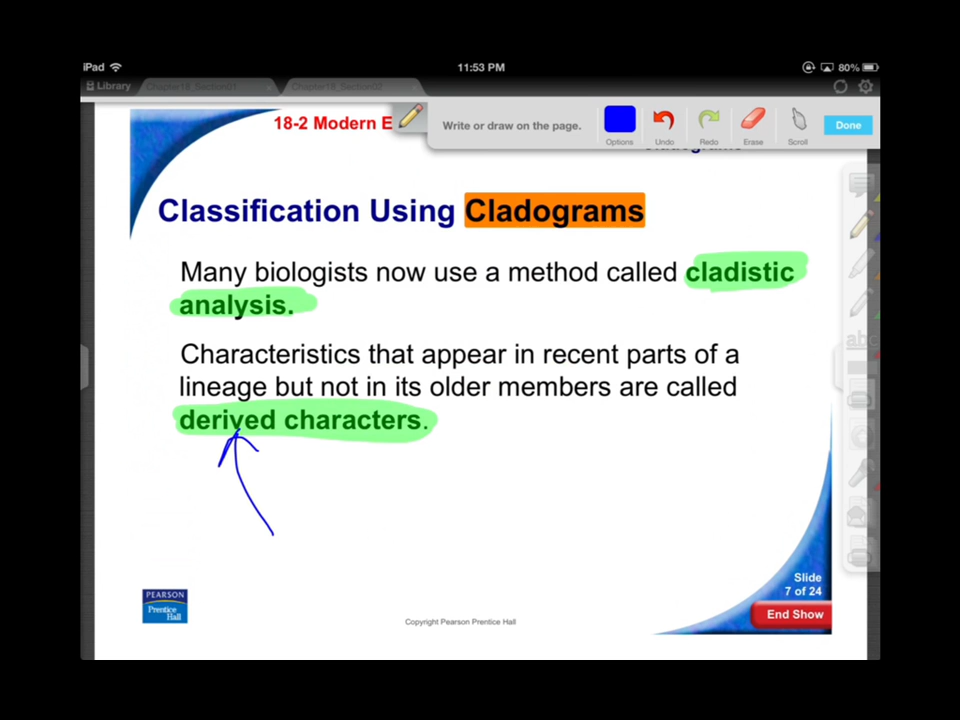 iPad
11:53 PM
80%
Library
Chapter18_Section01
Chapter18_Section02
18-2 Modern E
Write or draw on the page.
Options
Undo
Redo
Erase
Scroll
Done
Classification Using Cladograms
Many biologists now use a method called cladistic
analysis.
Characteristics that appear in recent parts of a
lineage but not in its older members are called
derived characters.
abc
PEARSON
Prentice
Hall
Copyright Pearson Prentice Hall
Slide
7 of 24
End Show